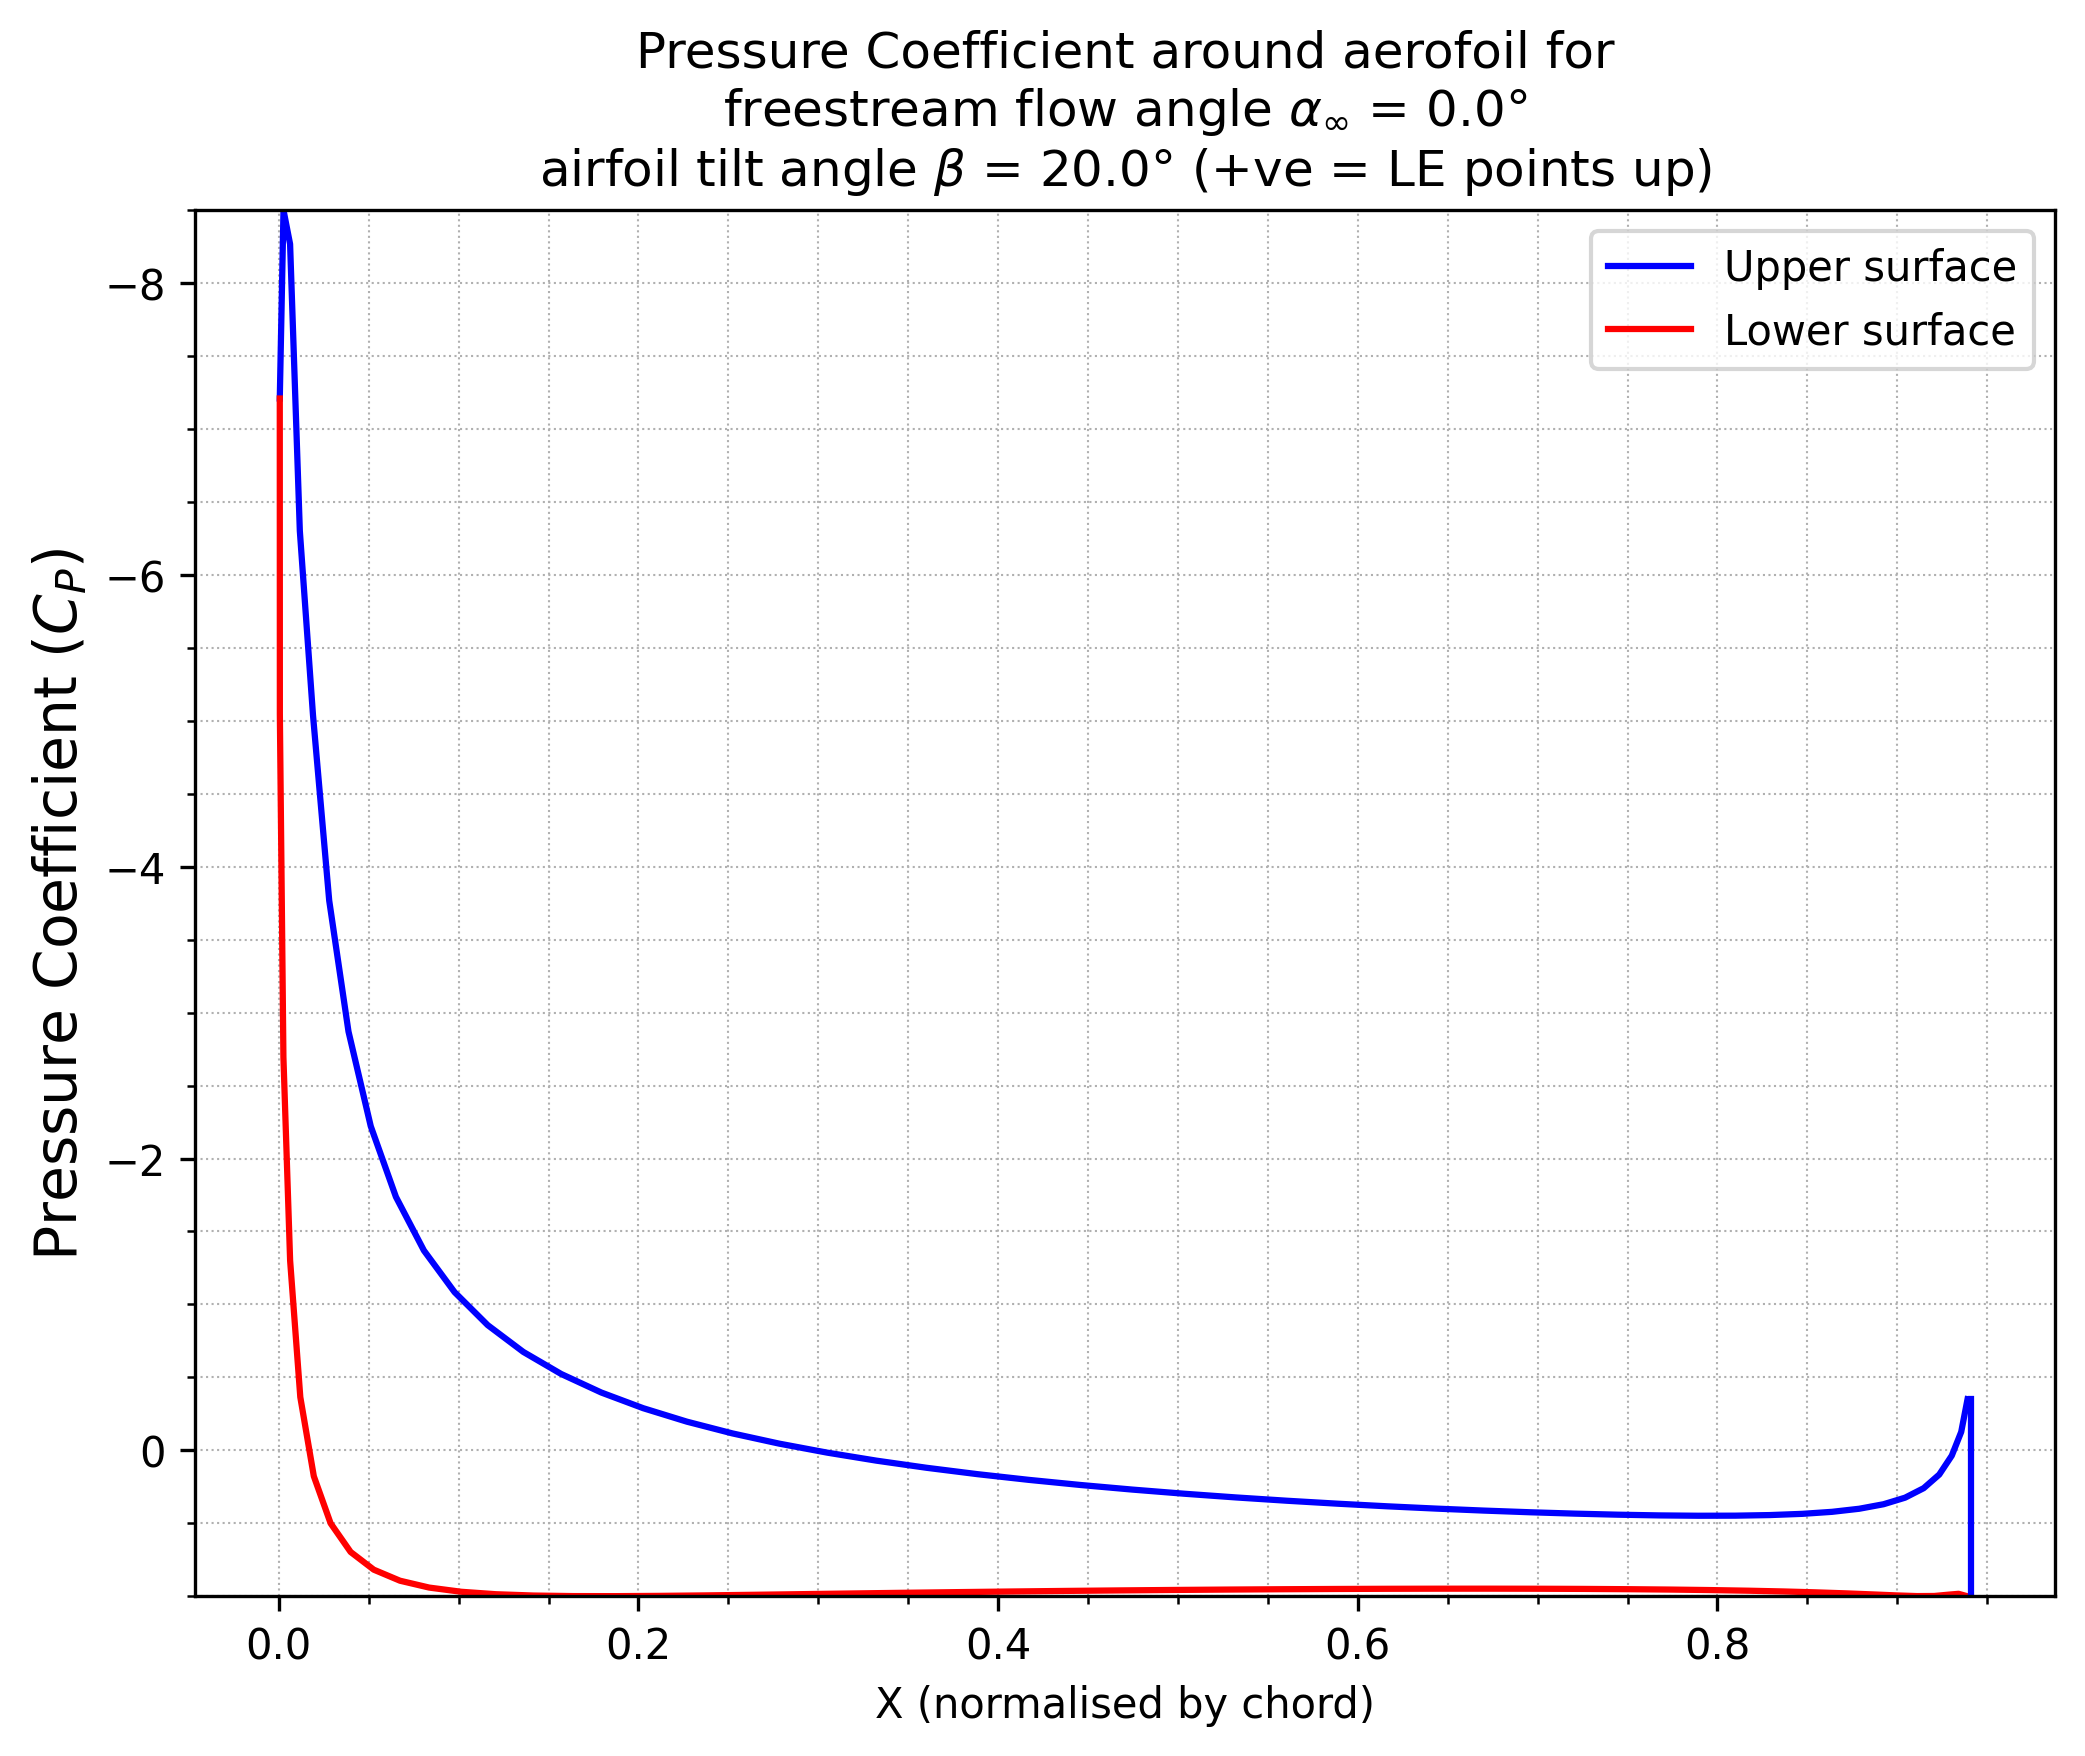 Pressure Coefficient around aerofoil for
freestream flow angle α∞ = 0.0°
airfoil tilt angle β = 20.0° (+ve = LE points up)
Upper surface
Lower surface
Pressure Coefficient (C_P)
−8
−6
−4
−2
0
0.0 0.2 0.4 0.6 0.8
X (normalised by chord)